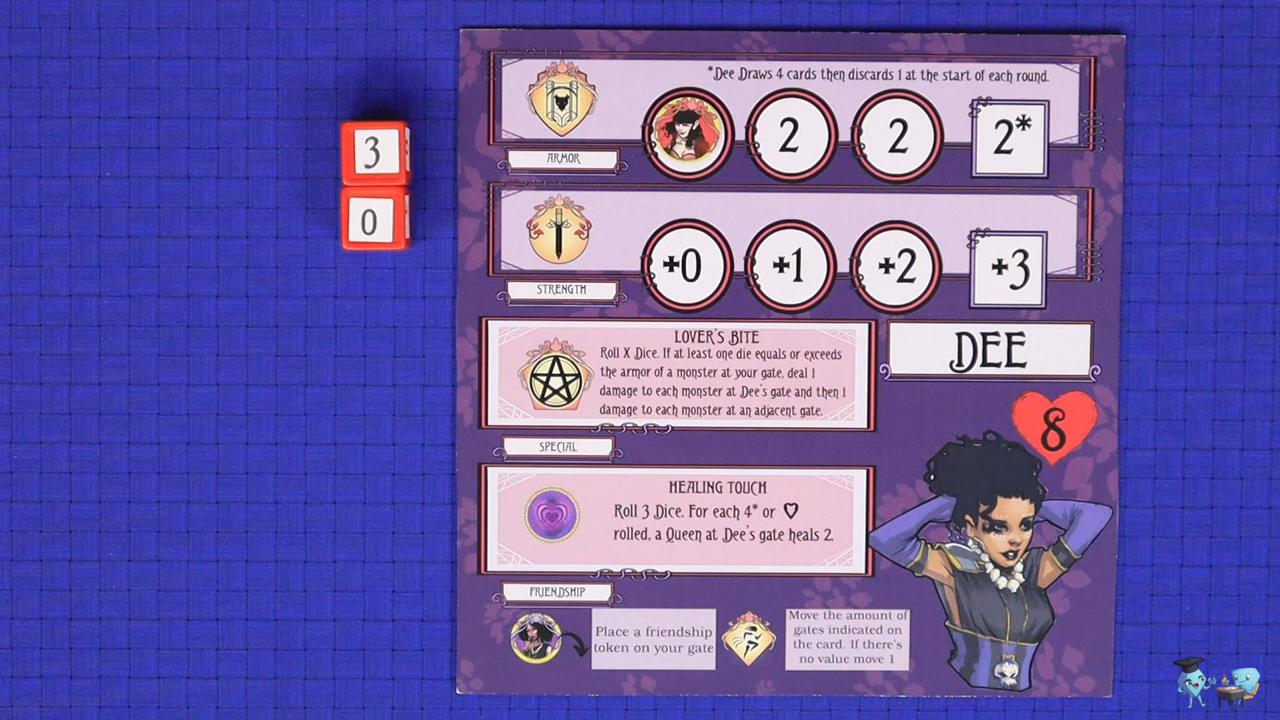 3
0
*Dee Draws 4 cards then discards 1 at the start of each round.
2
2
2*
ARMOR
+0
+1
+2
+3
STRENGTH
LOVER'S BITE
Roll X Dice. If at least one die equals or exceeds
the armor of a monster at your gate, deal 1
damage to each monster at Dee's gate and then 1
damage to each monster at an adjacent gate.
SPECIAL
DEE
8
HEALING TOUCH
Roll 3 Dice. For each 4* or ♡
rolled, a Queen at Dee's gate heals 2.
FRIENDSHIP
Place a friendship
token on your gate
Move the amount of
gates indicated on
the card. If there's
no value move 1